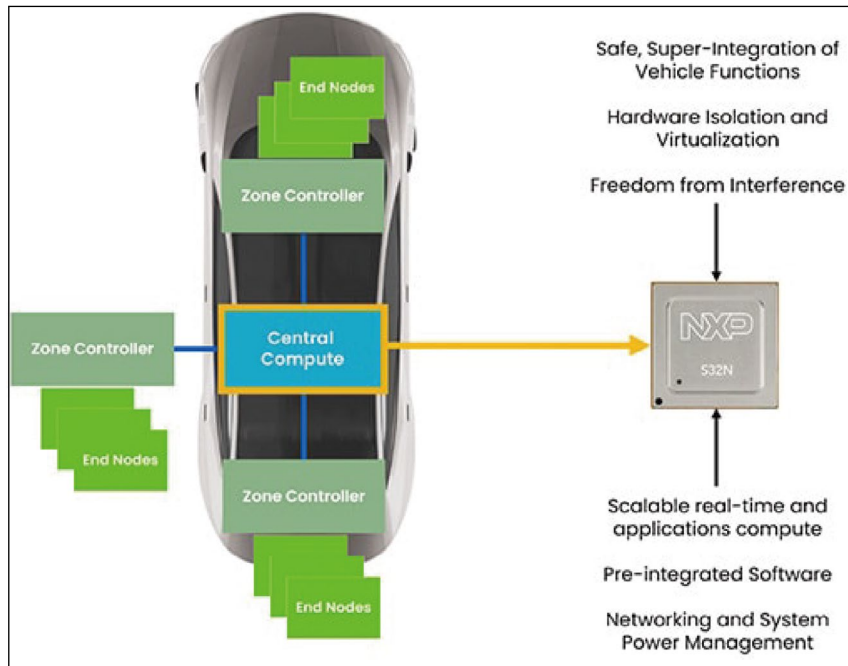 End Nodes
Zone Controller
Zone Controller
Central
Compute
End Nodes
Zone Controller
End Nodes
Safe, Super-Integration of
Vehicle Functions
Hardware Isolation and
Virtualization
Freedom from Interference
NXP
S32N
Scalable real-time and
applications compute
Pre-integrated Software
Networking and System
Power Management